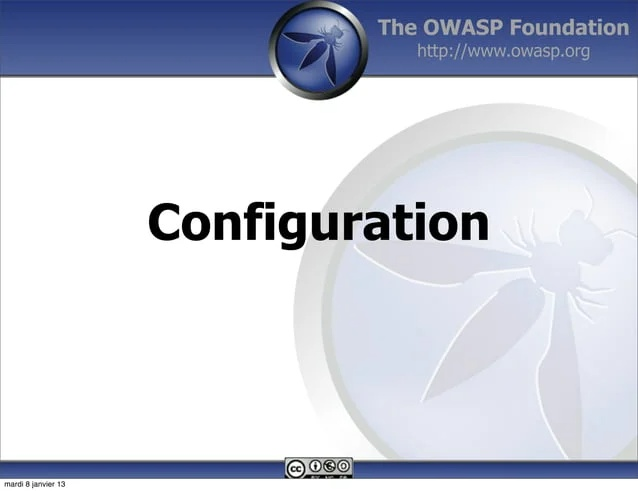 The OWASP Foundation
http://www.owasp.org
Configuration
mardi 8 janvier 13